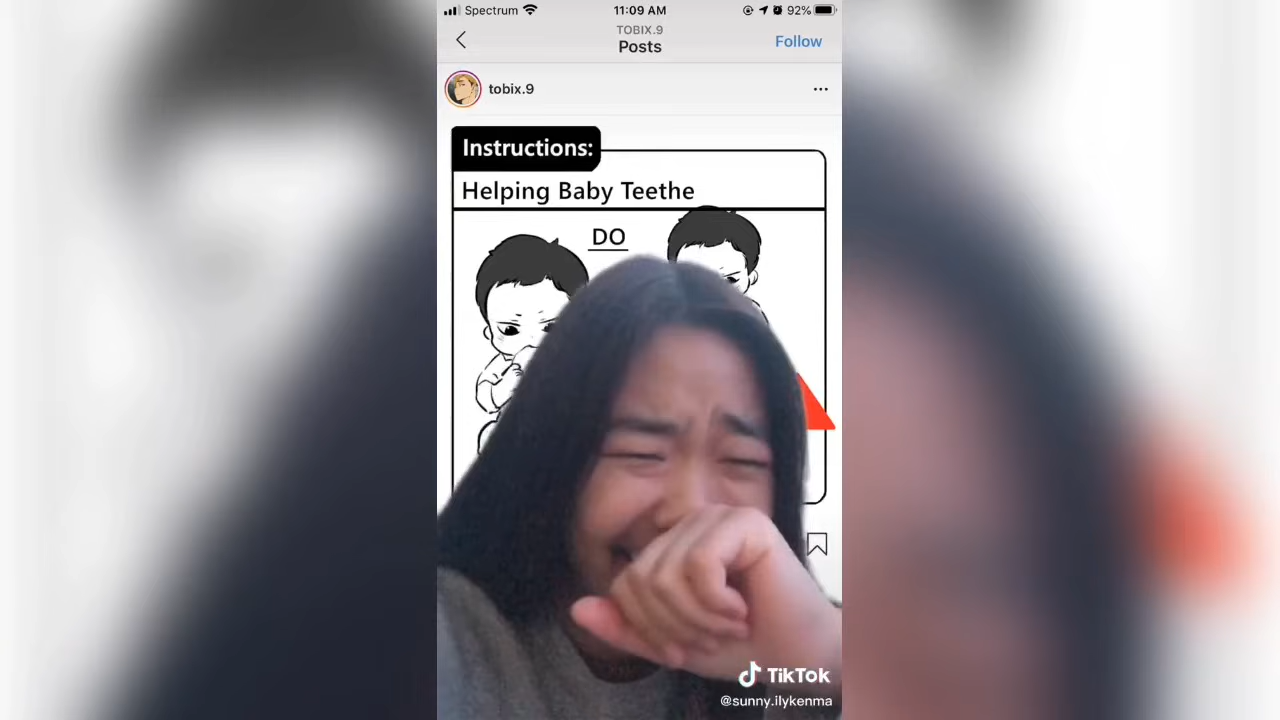 Spectrum 11:09 AM 92%
TOBIX.9
Posts
Follow
tobix.9
Instructions:
Helping Baby Teethe
DO
TikTok
@sunny.ilykenma